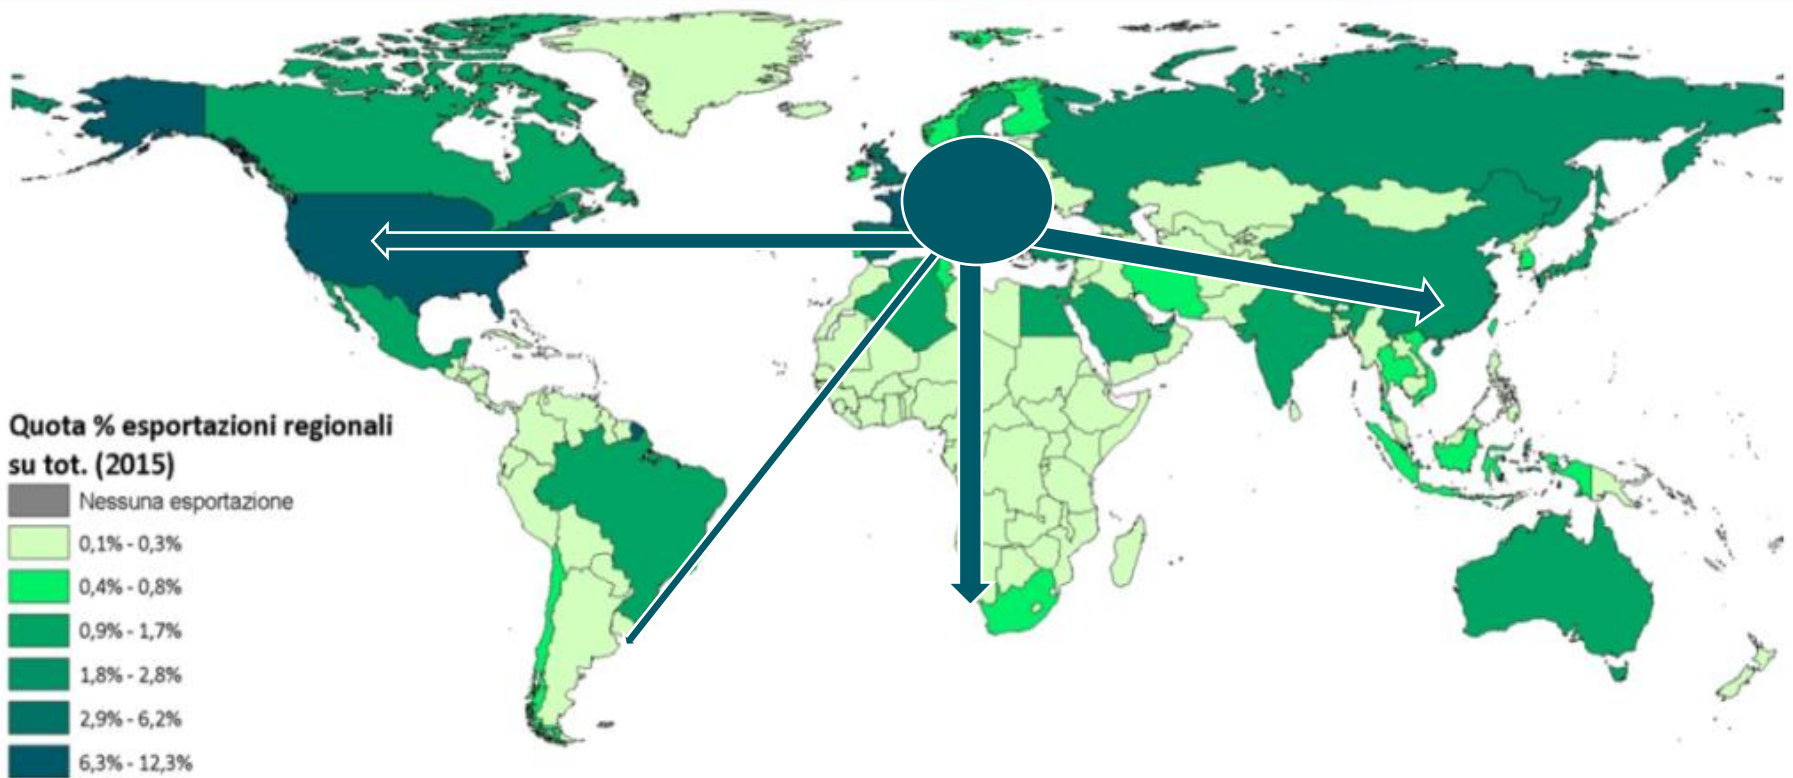 Quota % esportazioni regionali
su tot. (2015)
Nessuna esportazione
0,1% - 0,3%
0,4% - 0,8%
0,9% - 1,7%
1,8% - 2,8%
2,9% - 6,2%
6,3% - 12,3%